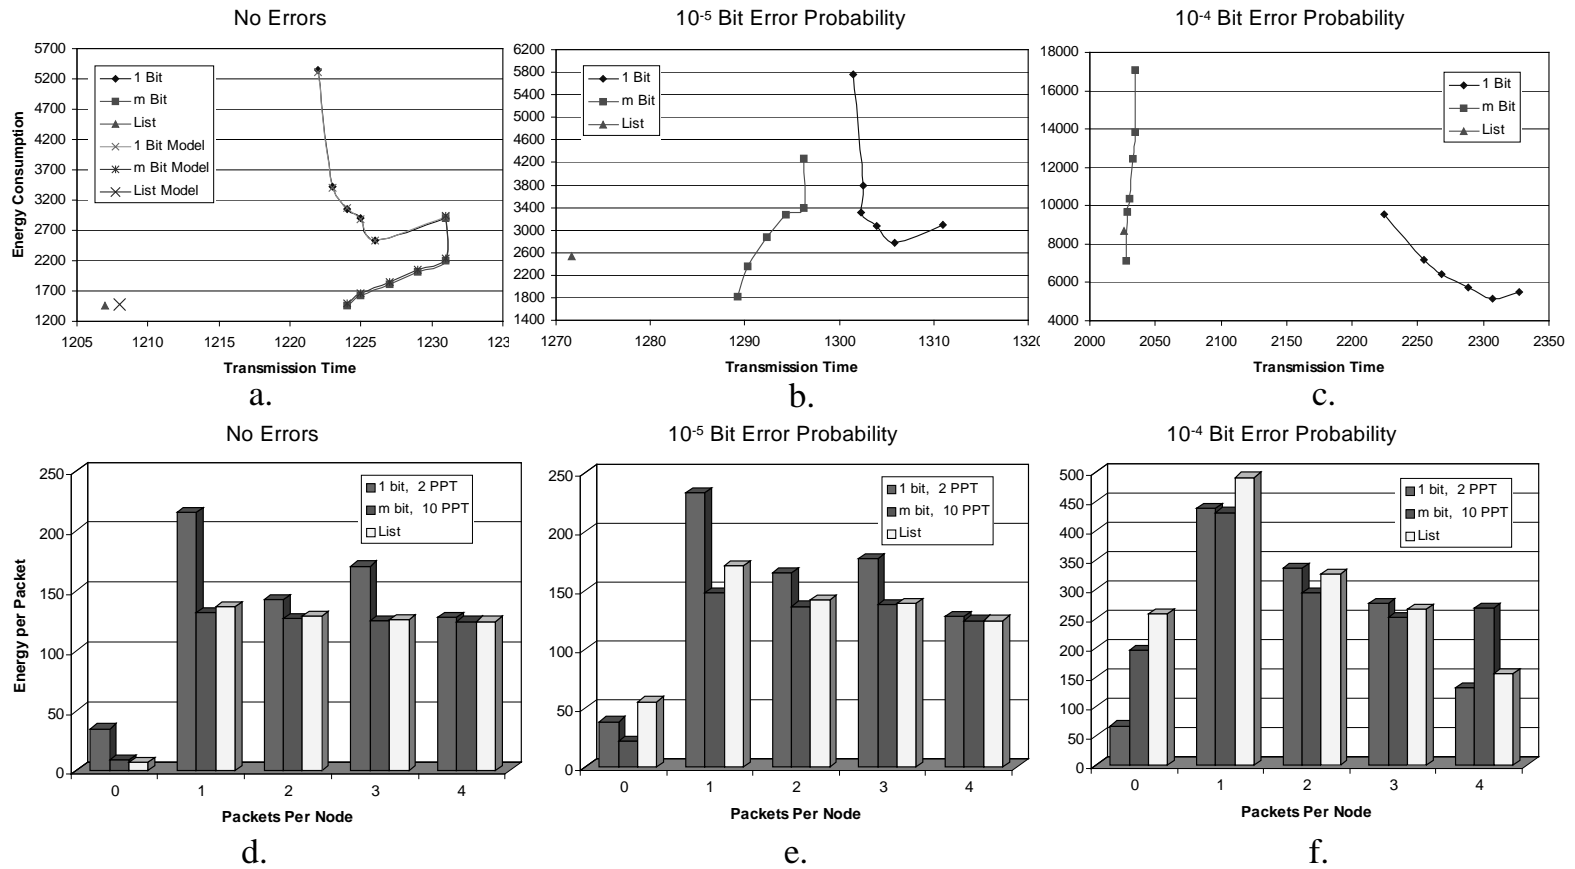 No Errors
5700
5200
4700
4200
3700
3200
2700
2200
1700
1200
Energy Consumption
1 Bit
m Bit
List
1 Bit Model
m Bit Model
List Model
1205 1210 1215 1220 1225 1230 123
Transmission Time
a.
10-5 Bit Error Probability
6200
5800
5400
5000
4600
4200
3800
3400
3000
2600
2200
1800
1400
1 Bit
m Bit
List
1270 1280 1290 1300 1310 1320
Transmission Time
b.
10-4 Bit Error Probability
18000
16000
14000
12000
10000
8000
6000
4000
1 Bit
m Bit
List
2000 2050 2100 2150 2200 2250 2300 2350
Transmission Time
c.
No Errors
250
200
150
100
50
0
Energy per Packet
1 bit, 2 PPT
m bit, 10 PPT
List
0 1 2 3 4
Packets Per Node
d.
10-5 Bit Error Probability
250
200
150
100
50
0
1 bit, 2 PPT
m bit, 10 PPT
List
0 1 2 3 4
Packets Per Node
e.
10-4 Bit Error Probability
500
450
400
350
300
250
200
150
100
50
0
1 bit, 2 PPT
m bit, 10 PPT
List
0 1 2 3 4
Packets Per Node
f.